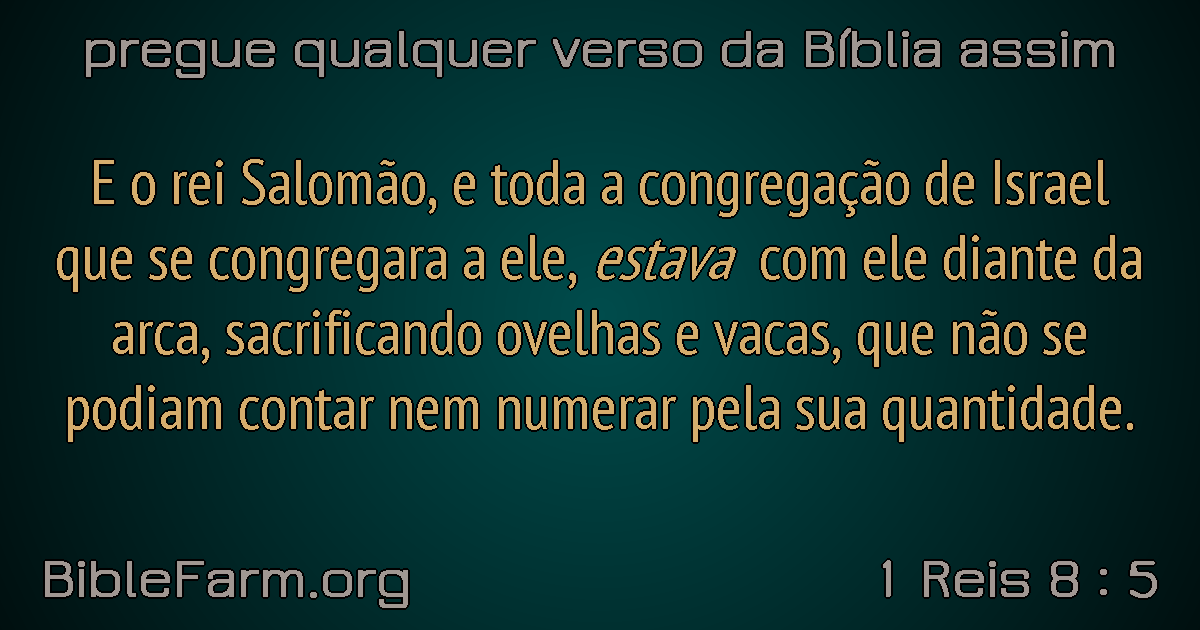 pregue qualquer verso da Bíblia assim
E o rei Salomão, e toda a congregação de Israel
que se congregara a ele, estava com ele diante da
arca, sacrificando ovelhas e vacas, que não se
podiam contar nem numerar pela sua quantidade.
BibleFarm.org
1 Reis 8 : 5